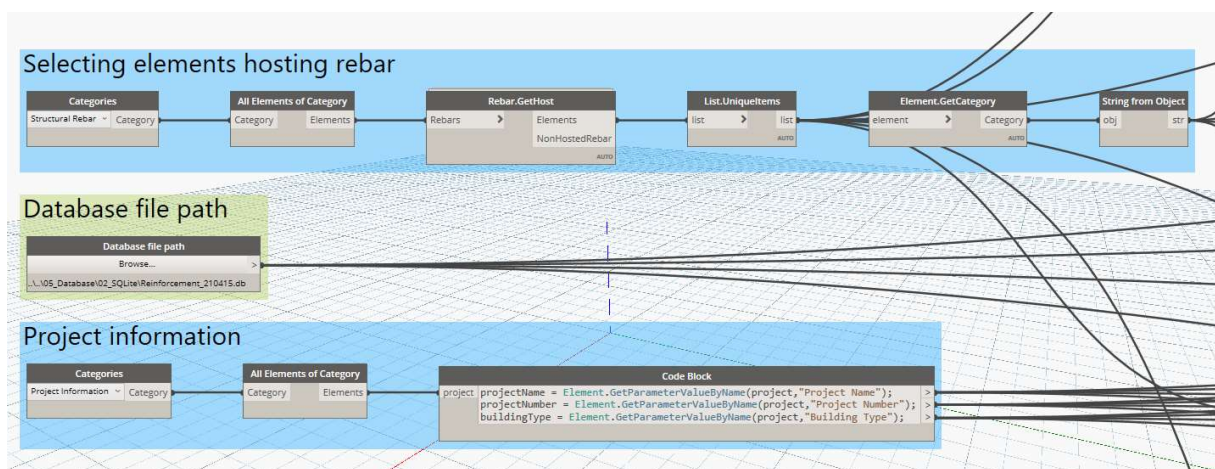 Selecting elements hosting rebar
Categories
Structural Rebar Category
All Elements of Category
Category Elements
Rebar.GetHost
Rebars > Elements
NonHostedRebar
AUTO
List.UniqueItems
list > list
AUTO
Element.GetCategory
element > Category
AUTO
String from Object
obj str
Database file path
Database file path
Browse... >
..\..\05_Database\02_SQLite\Reinforcement_210415.db
Project information
Categories
Project Information Category
All Elements of Category
Category Elements
Code Block
project projectName = Element.GetParameterValueByName(project,"Project Name"); >
projectNumber = Element.GetParameterValueByName(project,"Project Number"); >
buildingType = Element.GetParameterValueByName(project,"Building Type"); >